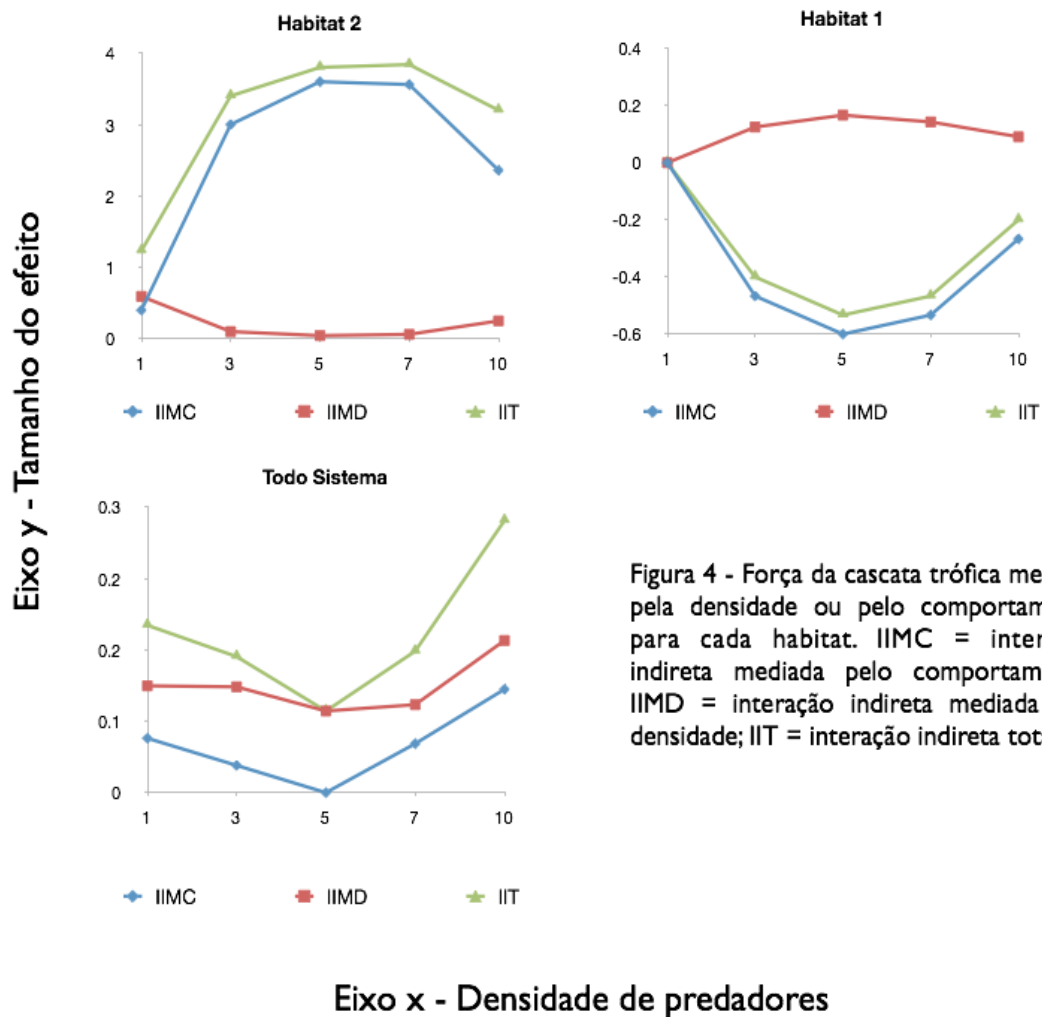 Habitat 2
4
3
2
1
0
1 3 5 7 10
IIMC IIMD IIT
Habitat 1
0.4
0.2
0
-0.2
-0.4
-0.6
1 3 5 7 10
IIMC IIMD IIT
Eixo y - Tamanho do efeito
Todo Sistema
0.3
0.2
0.2
0.1
0
1 3 5 7 10
IIMC IIMD IIT
Figura 4 - Força da cascata trófica me
pela densidade ou pelo comportam
para cada habitat. IIMC = inter
indireta mediada pelo comportam
IIMD = interação indireta mediada
densidade; IIT = interação indireta tot
Eixo x - Densidade de predadores